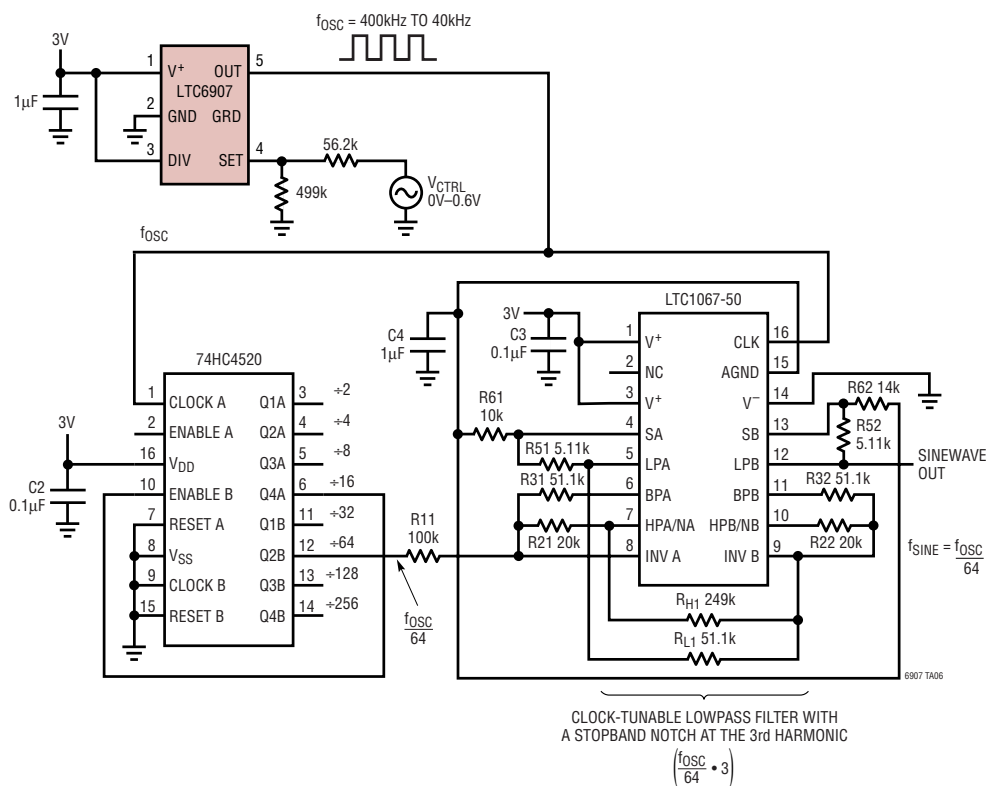 fOSC = 400kHz TO 40kHz
3V
1µF
1
V+
OUT
5
LTC6907
2
GND
GRD
3
DIV
SET
4
56.2k
499k
VCTRL
0V–0.6V
fOSC
74HC4520
1
CLOCK A
Q1A
3
÷2
2
ENABLE A
Q2A
4
÷4
16
VDD
Q3A
5
÷8
10
ENABLE B
Q4A
6
÷16
7
RESET A
Q1B
11
÷32
8
VSS
Q2B
12
÷64
9
CLOCK B
Q3B
13
÷128
15
RESET B
Q4B
14
÷256
3V
C2
0.1µF
R11
100k
fOSC
64
C4
1µF
3V
C3
0.1µF
LTC1067-50
1
V+
CLK
16
2
NC
AGND
15
3
V+
V–
14
4
SA
SB
13
5
LPA
LPB
12
6
BPA
BPB
11
7
HPA/NA
HPB/NB
10
8
INV A
INV B
9
R61
10k
R51 5.11k
R31 51.1k
R21 20k
R62 14k
R52
5.11k
SINEWAVE
OUT
R32 51.1k
R22 20k
fSINE = fOSC
64
RH1 249k
RL1 51.1k
6907 TA06
CLOCK-TUNABLE LOWPASS FILTER WITH
A STOPBAND NOTCH AT THE 3rd HARMONIC
(fOSC
64 • 3)